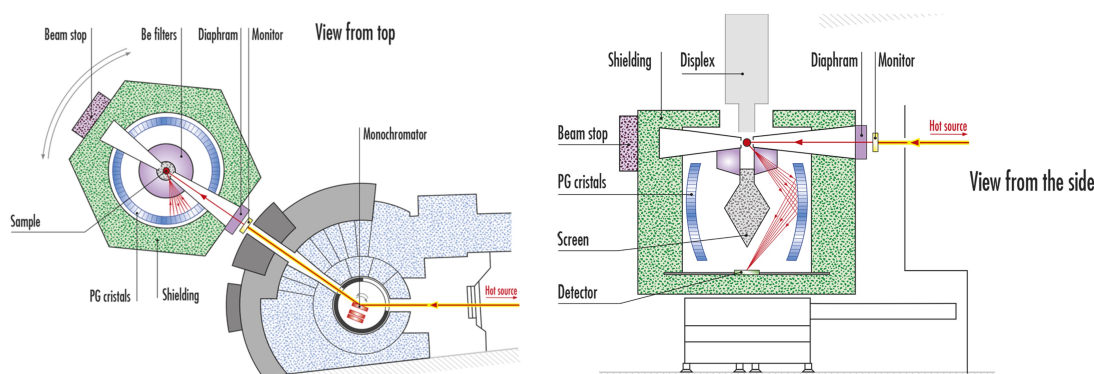 Beam stop
Be filters
Diaphram
Monitor
View from top
Monochromator
Sample
PG cristals
Shielding
Hot source
Shielding
Displex
Diaphram
Monitor
Beam stop
Hot source
PG cristals
View from the side
Screen
Detector